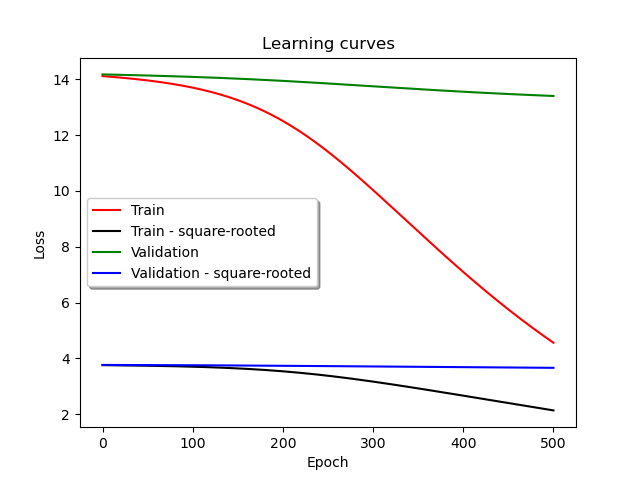 Learning curves
14
12
10
8
6
4
2
Loss
Train
Train - square-rooted
Validation
Validation - square-rooted
0 100 200 300 400 500
Epoch